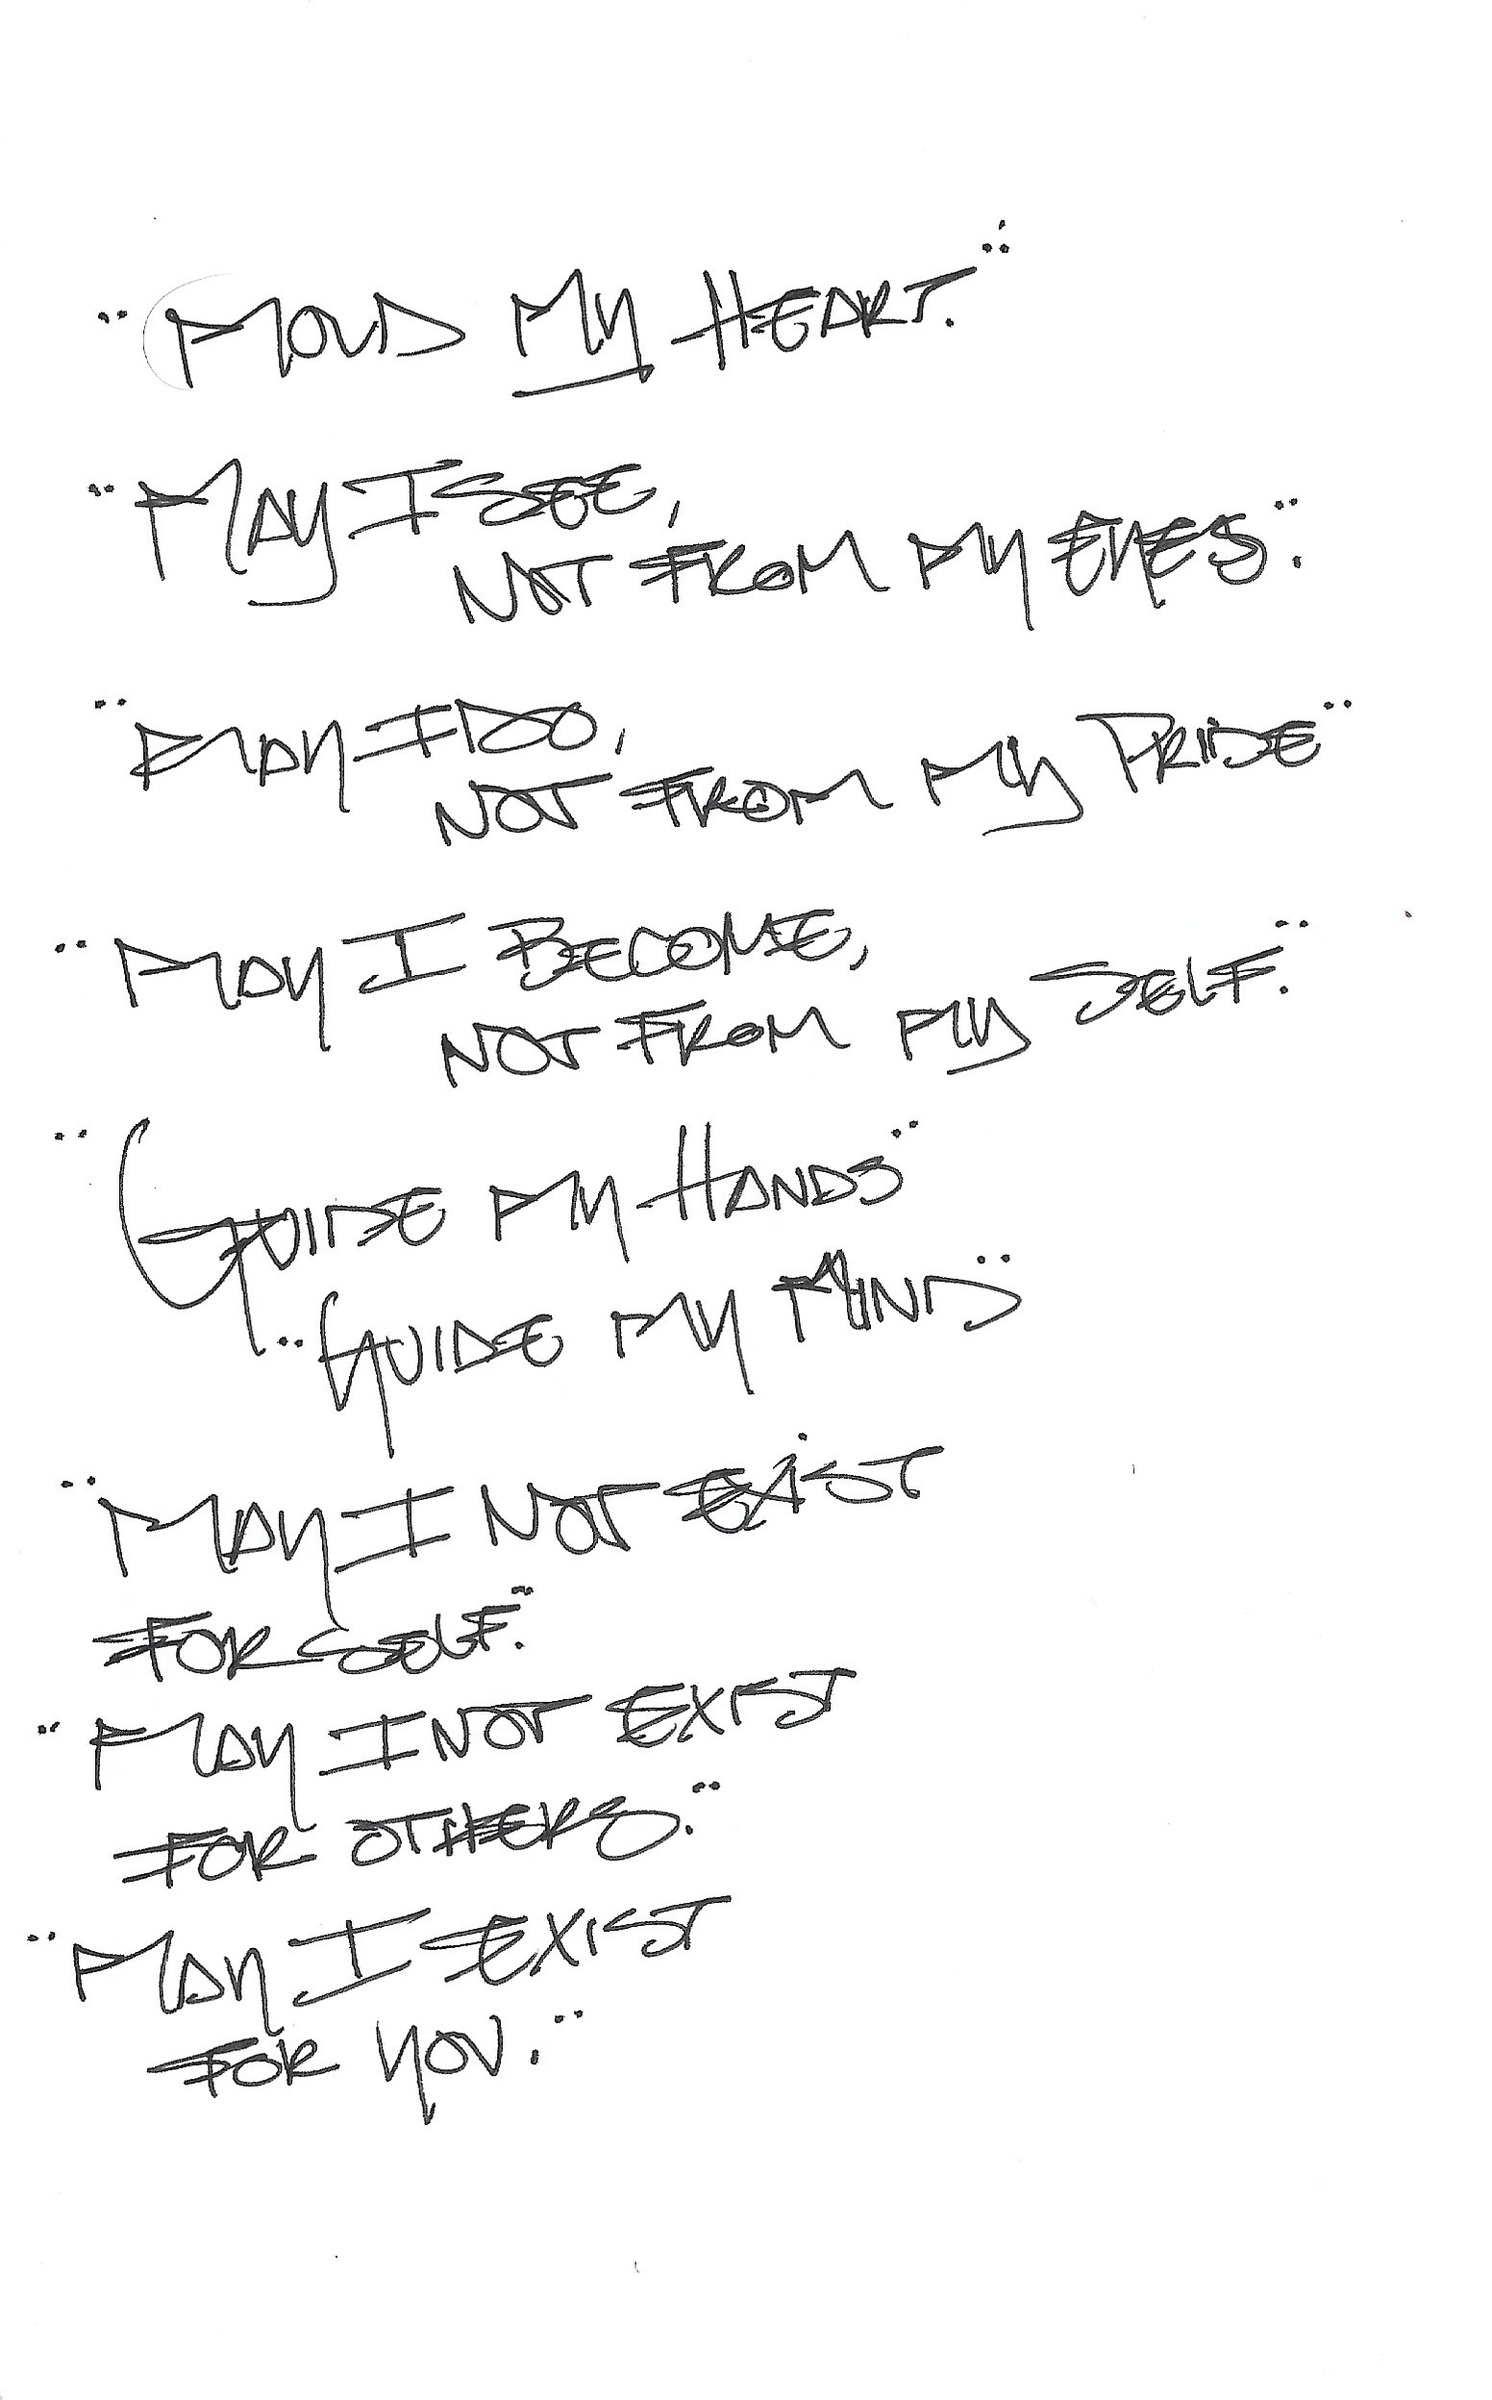 "MOLD MY HEART."
"MAY I SEE,
NOT FROM MY EYES."
"MAY I DO,
NOT FROM MY PRIDE"
"MAY I BECOME,
NOT FROM MY SELF."
"GUIDE MY HANDS"
"GUIDE MY MIND"
"MAY I NOT EXIST
FOR SELF."
"MAY I NOT EXIST
FOR OTHERS."
"MAY I EXIST
FOR YOU."